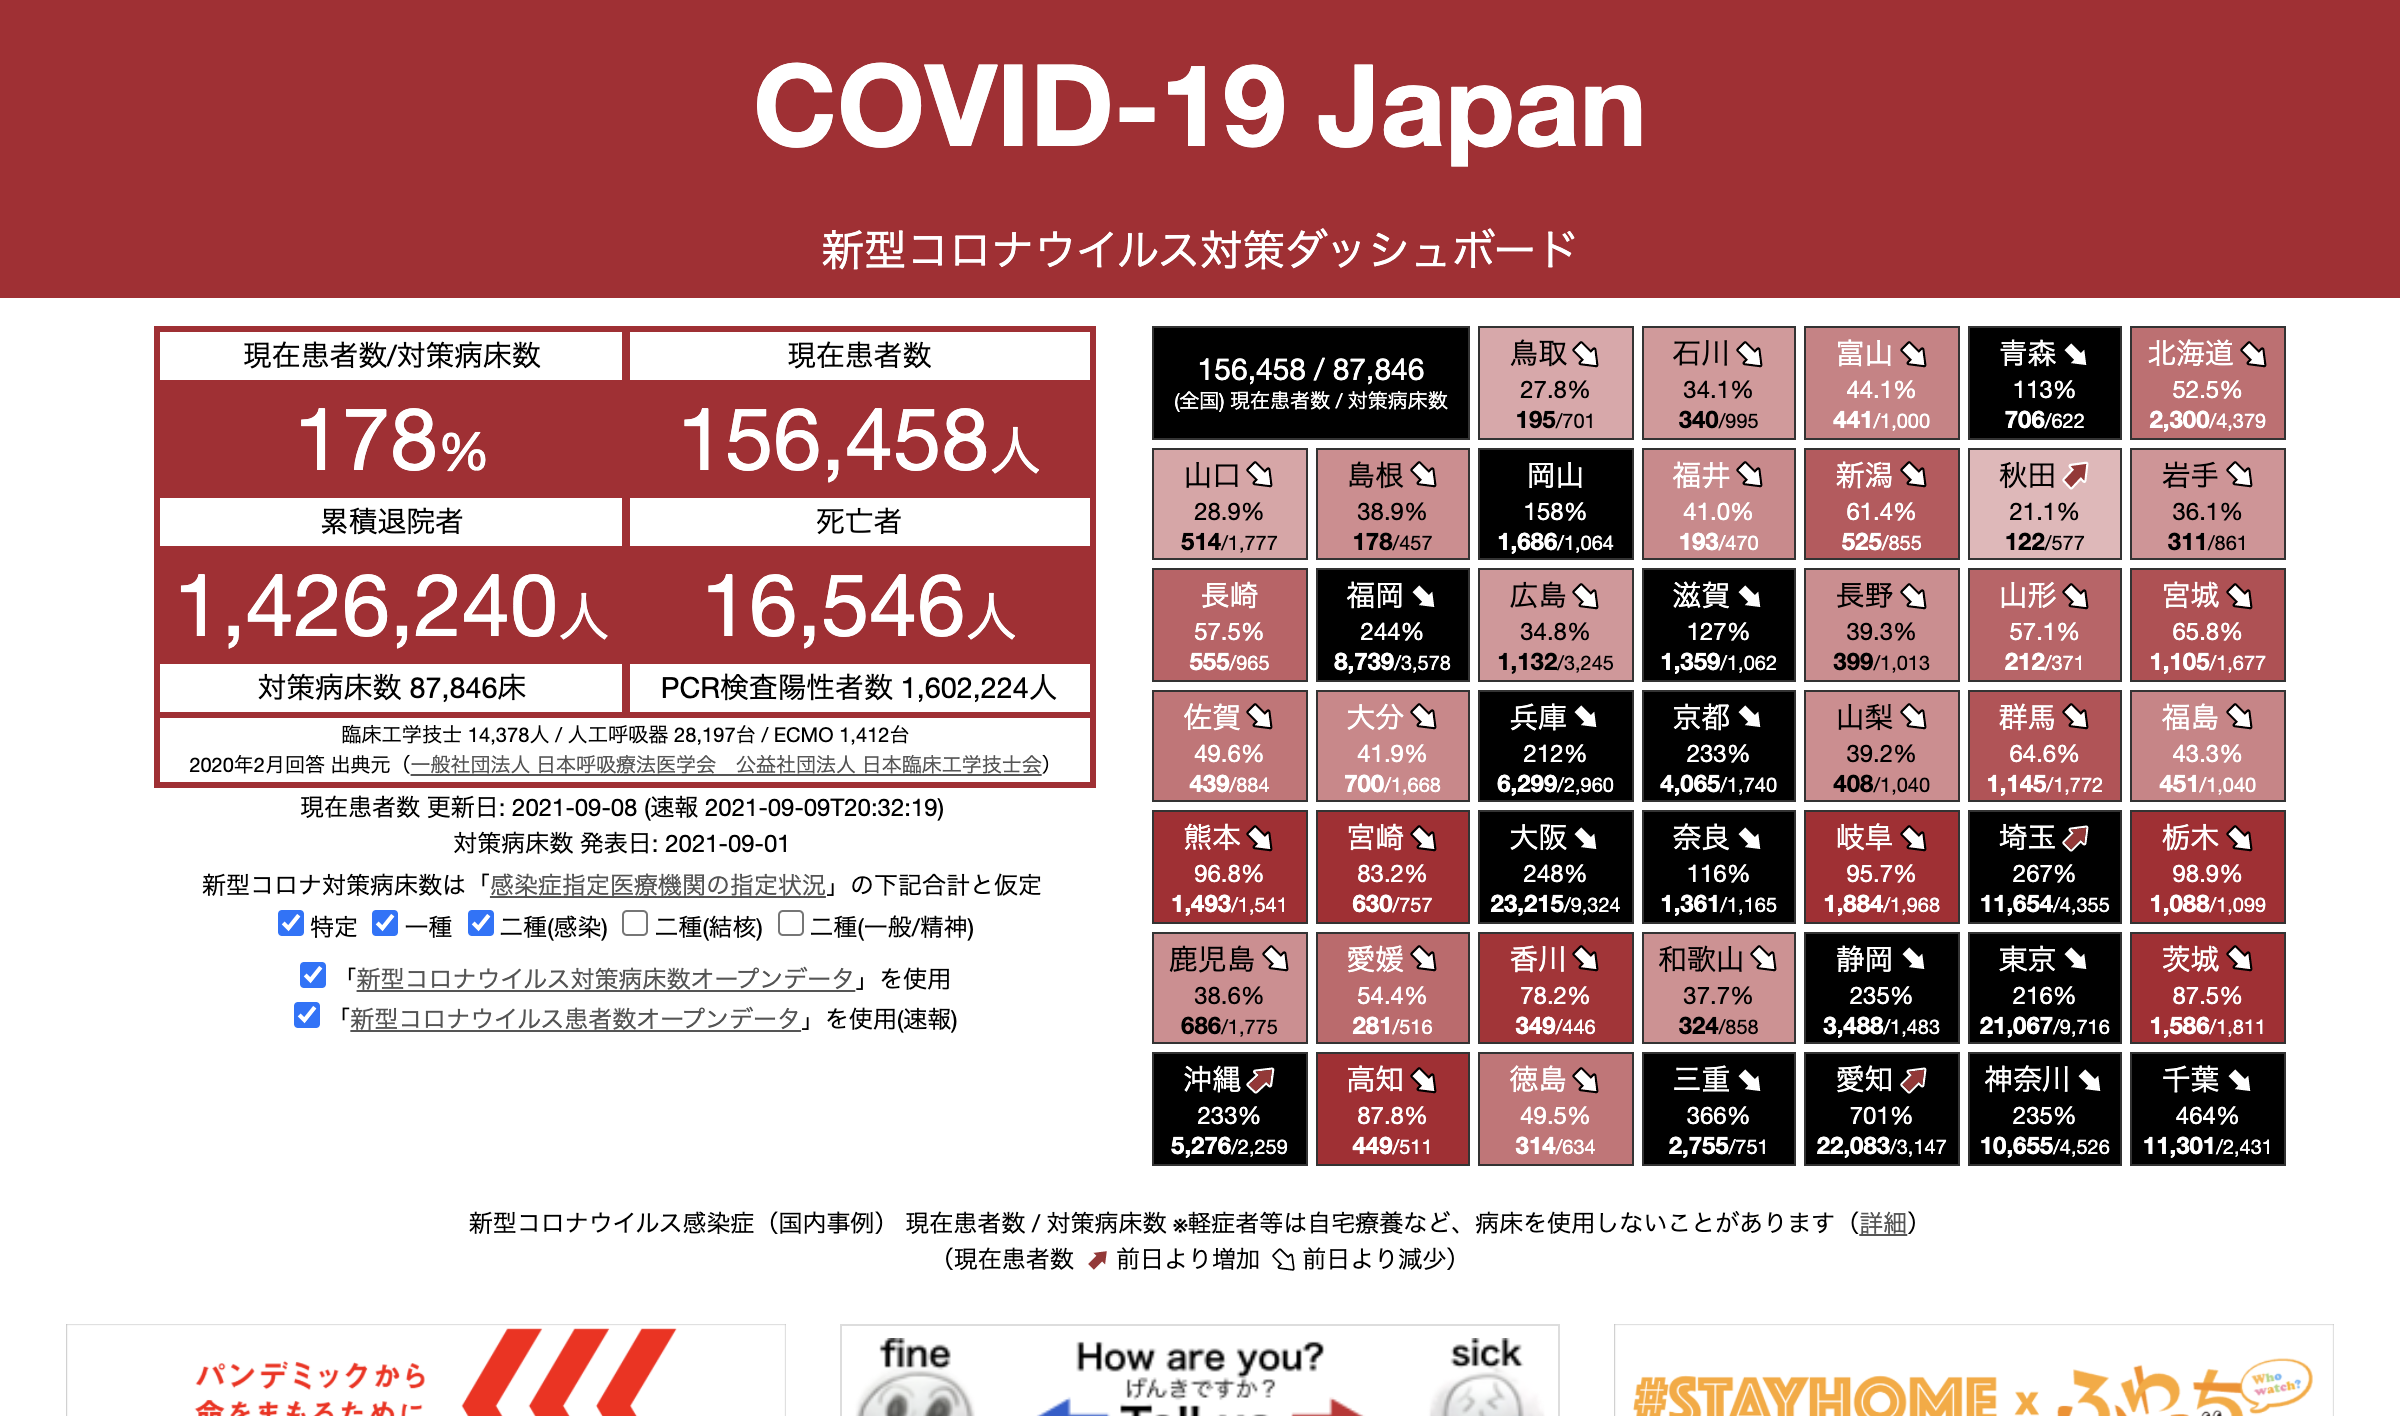 COVID-19 Japan
新型コロナウイルス対策ダッシュボード
現在患者数/対策病床数
現在患者数
178%
156,458人
累積退院者
死亡者
1,426,240人
16,546人
対策病床数 87,846床
PCR検査陽性者数 1,602,224人
臨床工学技士 14,378人 / 人工呼吸器 28,197台 / ECMO 1,412台
2020年2月回答 出典元（一般社団法人 日本呼吸療法医学会　公益社団法人 日本臨床工学技士会）
現在患者数 更新日: 2021-09-08 (速報 2021-09-09T20:32:19)
対策病床数 発表日: 2021-09-01
新型コロナ対策病床数は「感染症指定医療機関の指定状況」の下記合計と仮定
特定 一種 二種(感染) 二種(結核) 二種(一般/精神)
「新型コロナウイルス対策病床数オープンデータ」を使用
「新型コロナウイルス患者数オープンデータ」を使用(速報)
156,458 / 87,846
(全国) 現在患者数 / 対策病床数
鳥取
27.8%
195/701
石川
34.1%
340/995
富山
44.1%
441/1,000
青森
113%
706/622
北海道
52.5%
2,300/4,379
山口
28.9%
514/1,777
島根
38.9%
178/457
岡山
158%
1,686/1,064
福井
41.0%
193/470
新潟
61.4%
525/855
秋田
21.1%
122/577
岩手
36.1%
311/861
長崎
57.5%
555/965
福岡
244%
8,739/3,578
広島
34.8%
1,132/3,245
滋賀
127%
1,359/1,062
長野
39.3%
399/1,013
山形
57.1%
212/371
宮城
65.8%
1,105/1,677
佐賀
49.6%
439/884
大分
41.9%
700/1,668
兵庫
212%
6,299/2,960
京都
233%
4,065/1,740
山梨
39.2%
408/1,040
群馬
64.6%
1,145/1,772
福島
43.3%
451/1,040
熊本
96.8%
1,493/1,541
宮崎
83.2%
630/757
大阪
248%
23,215/9,324
奈良
116%
1,361/1,165
岐阜
95.7%
1,884/1,968
埼玉
267%
11,654/4,355
栃木
98.9%
1,088/1,099
鹿児島
38.6%
686/1,775
愛媛
54.4%
281/516
香川
78.2%
349/446
和歌山
37.7%
324/858
静岡
235%
3,488/1,483
東京
216%
21,067/9,716
茨城
87.5%
1,586/1,811
沖縄
233%
5,276/2,259
高知
87.8%
449/511
徳島
49.5%
314/634
三重
366%
2,755/751
愛知
701%
22,083/3,147
神奈川
235%
10,655/4,526
千葉
464%
11,301/2,431
新型コロナウイルス感染症（国内事例） 現在患者数 / 対策病床数 ※軽症者等は自宅療養など、病床を使用しないことがあります（詳細）
（現在患者数 前日より増加 前日より減少）
パンデミックから
命をまもるために
fine
How are you?
sick
げんきですか？
Tell us
#STAYHOME x ふわっち
Who watch?